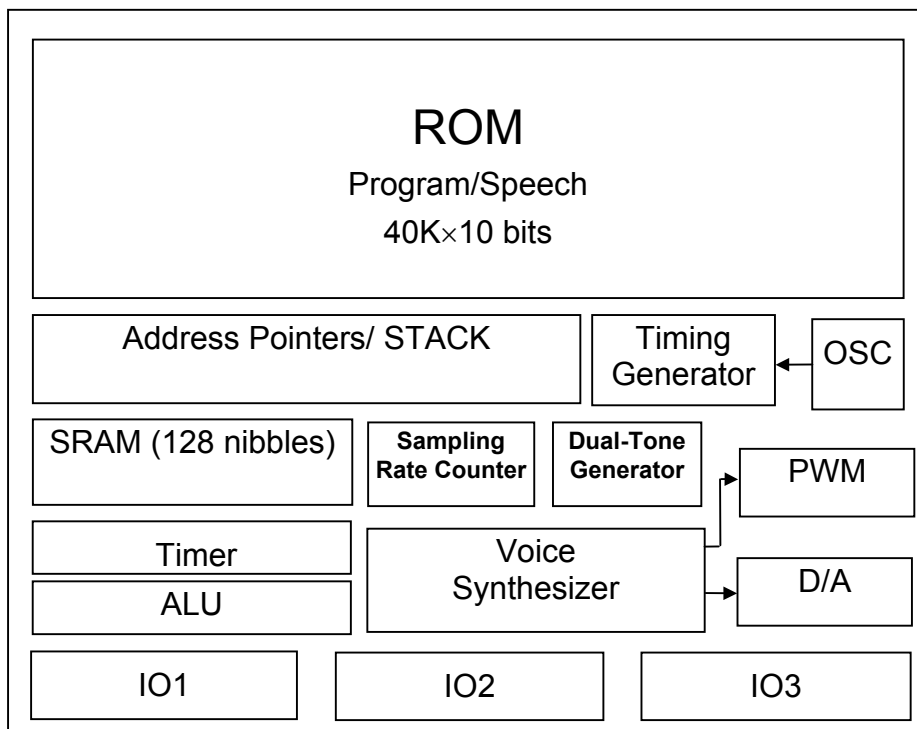 ROM
Program/Speech
40K×10 bits
Address Pointers/ STACK
Timing
Generator
OSC
SRAM (128 nibbles)
Sampling
Rate Counter
Dual-Tone
Generator
PWM
Timer
Voice
Synthesizer
D/A
ALU
IO1
IO2
IO3